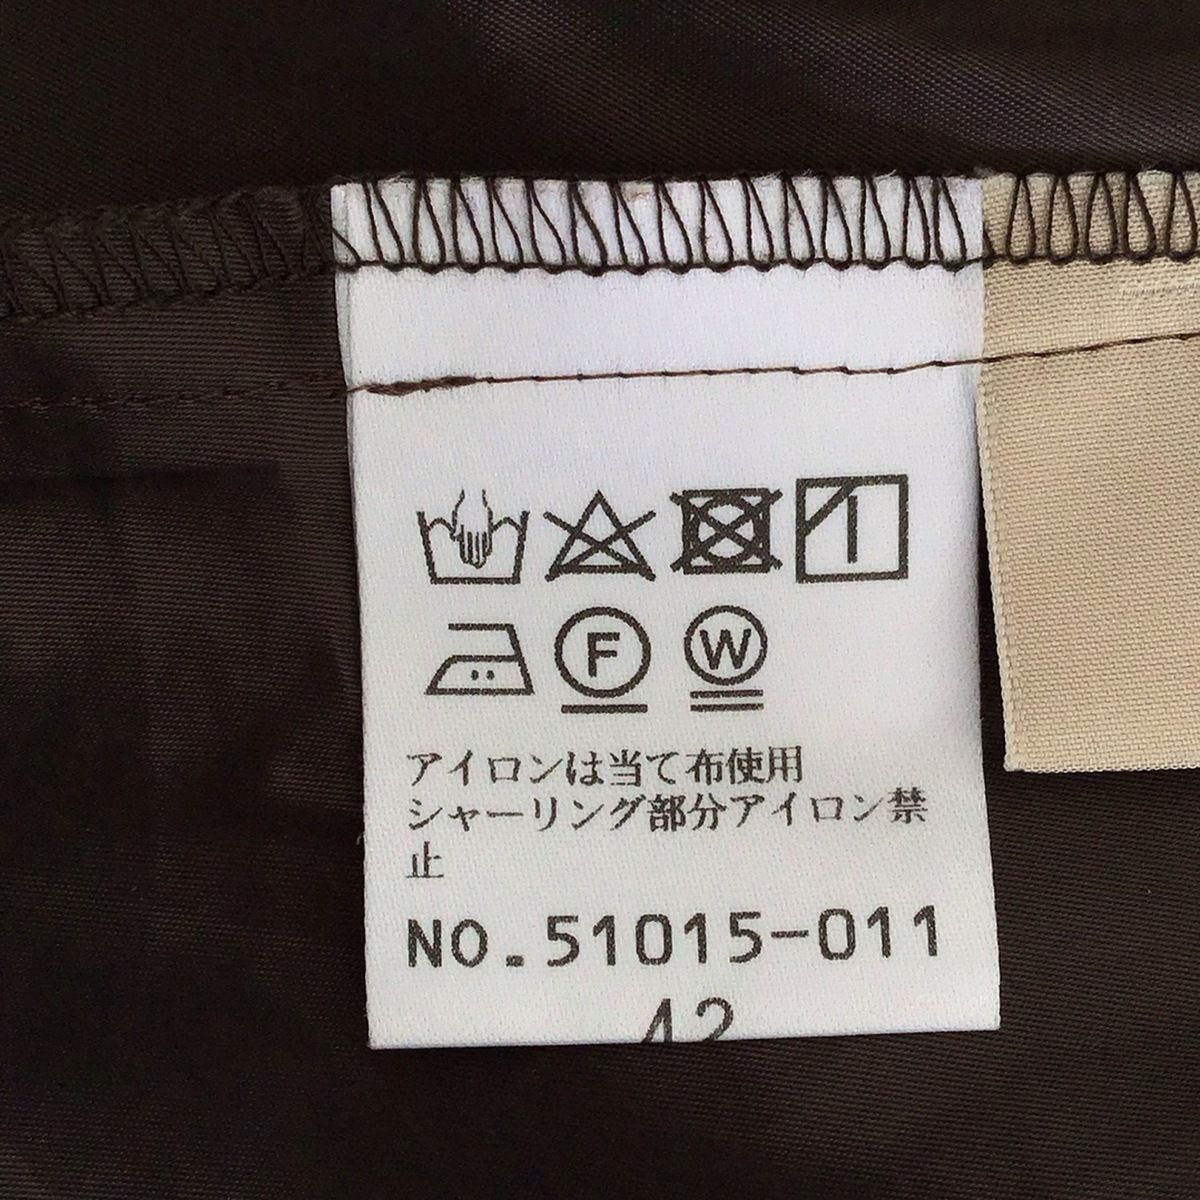 F W
アイロンは当て布使用
シャーリング部分アイロン禁
止
NO.51015-011
42